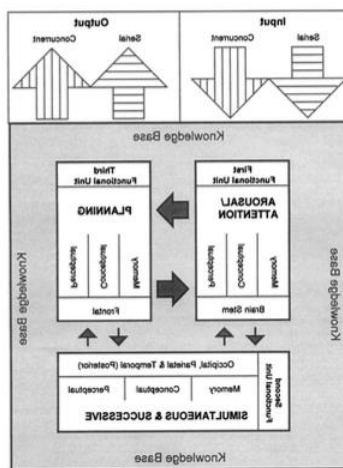 Input
Output
Serial
Concurrent
Serial
Concurrent
Knowledge Base
First
Functional Unit
AROUSAL/
ATTENTION
Memory
Conceptual
Perceptual
Brain Stem
Third
Functional Unit
PLANNING
Memory
Conceptual
Perceptual
Frontal
Knowledge Base
Knowledge Base
Second
Functional Unit
Occipital, Parietal & Temporal (Posterior)
Memory Conceptual Perceptual
SIMULTANEOUS & SUCCESSIVE
Knowledge Base